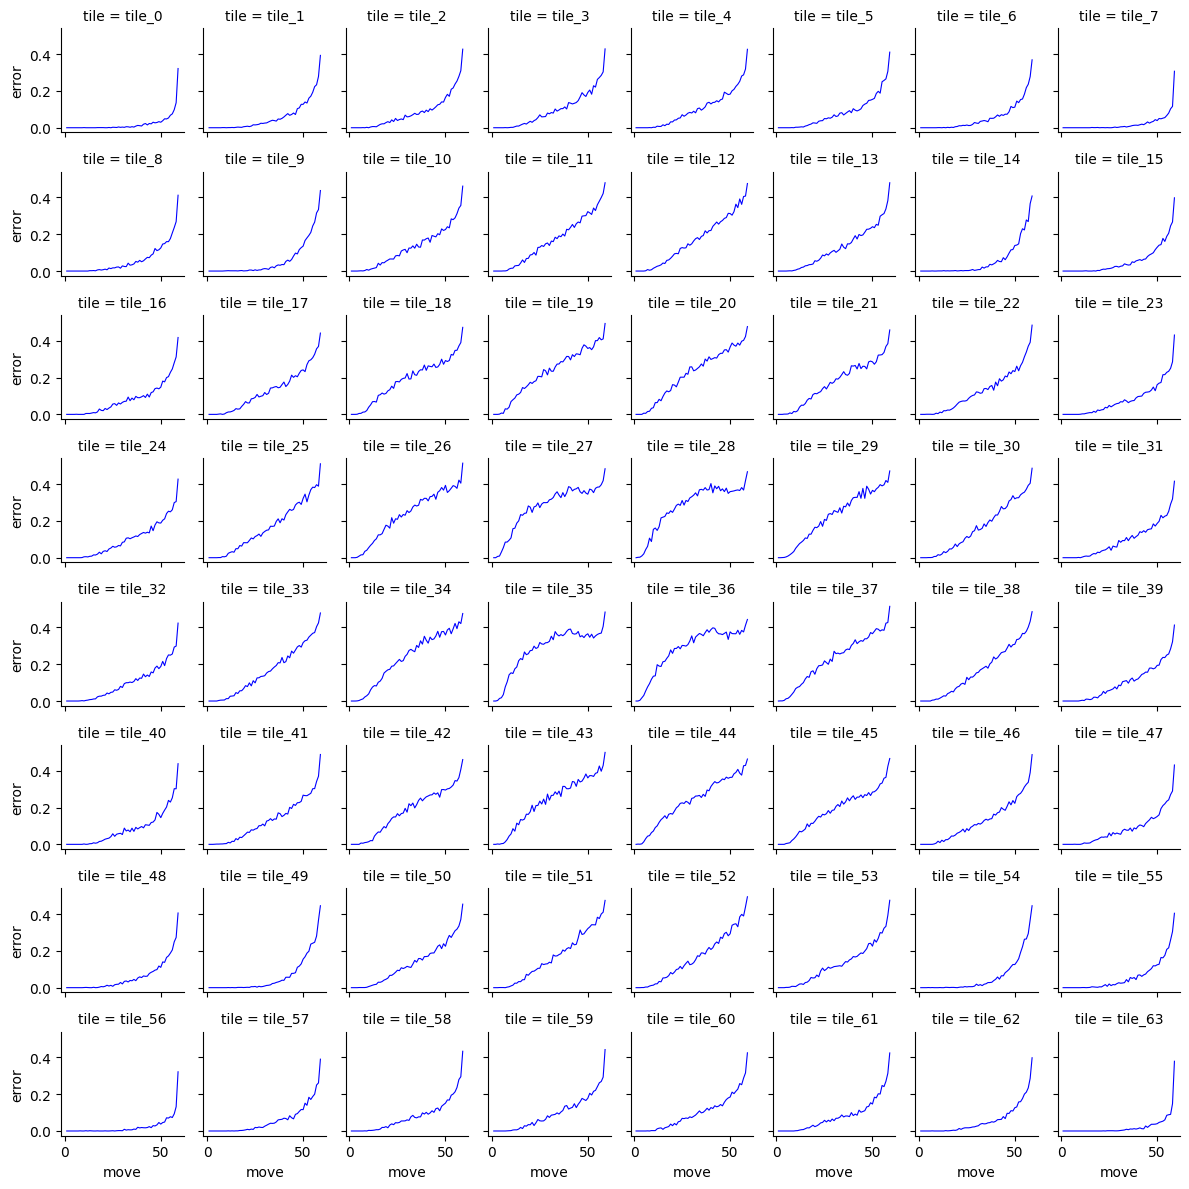 tile = tile_0 tile = tile_1 tile = tile_2 tile = tile_3 tile = tile_4 tile = tile_5 tile = tile_6 tile = tile_7
0.4
0.2
0.0
error
tile = tile_8 tile = tile_9 tile = tile_10 tile = tile_11 tile = tile_12 tile = tile_13 tile = tile_14 tile = tile_15
0.4
0.2
0.0
error
tile = tile_16 tile = tile_17 tile = tile_18 tile = tile_19 tile = tile_20 tile = tile_21 tile = tile_22 tile = tile_23
0.4
0.2
0.0
error
tile = tile_24 tile = tile_25 tile = tile_26 tile = tile_27 tile = tile_28 tile = tile_29 tile = tile_30 tile = tile_31
0.4
0.2
0.0
error
tile = tile_32 tile = tile_33 tile = tile_34 tile = tile_35 tile = tile_36 tile = tile_37 tile = tile_38 tile = tile_39
0.4
0.2
0.0
error
tile = tile_40 tile = tile_41 tile = tile_42 tile = tile_43 tile = tile_44 tile = tile_45 tile = tile_46 tile = tile_47
0.4
0.2
0.0
error
tile = tile_48 tile = tile_49 tile = tile_50 tile = tile_51 tile = tile_52 tile = tile_53 tile = tile_54 tile = tile_55
0.4
0.2
0.0
error
tile = tile_56 tile = tile_57 tile = tile_58 tile = tile_59 tile = tile_60 tile = tile_61 tile = tile_62 tile = tile_63
0.4
0.2
0.0
error
0 50 0 50 0 50 0 50 0 50 0 50 0 50 0 50
move move move move move move move move